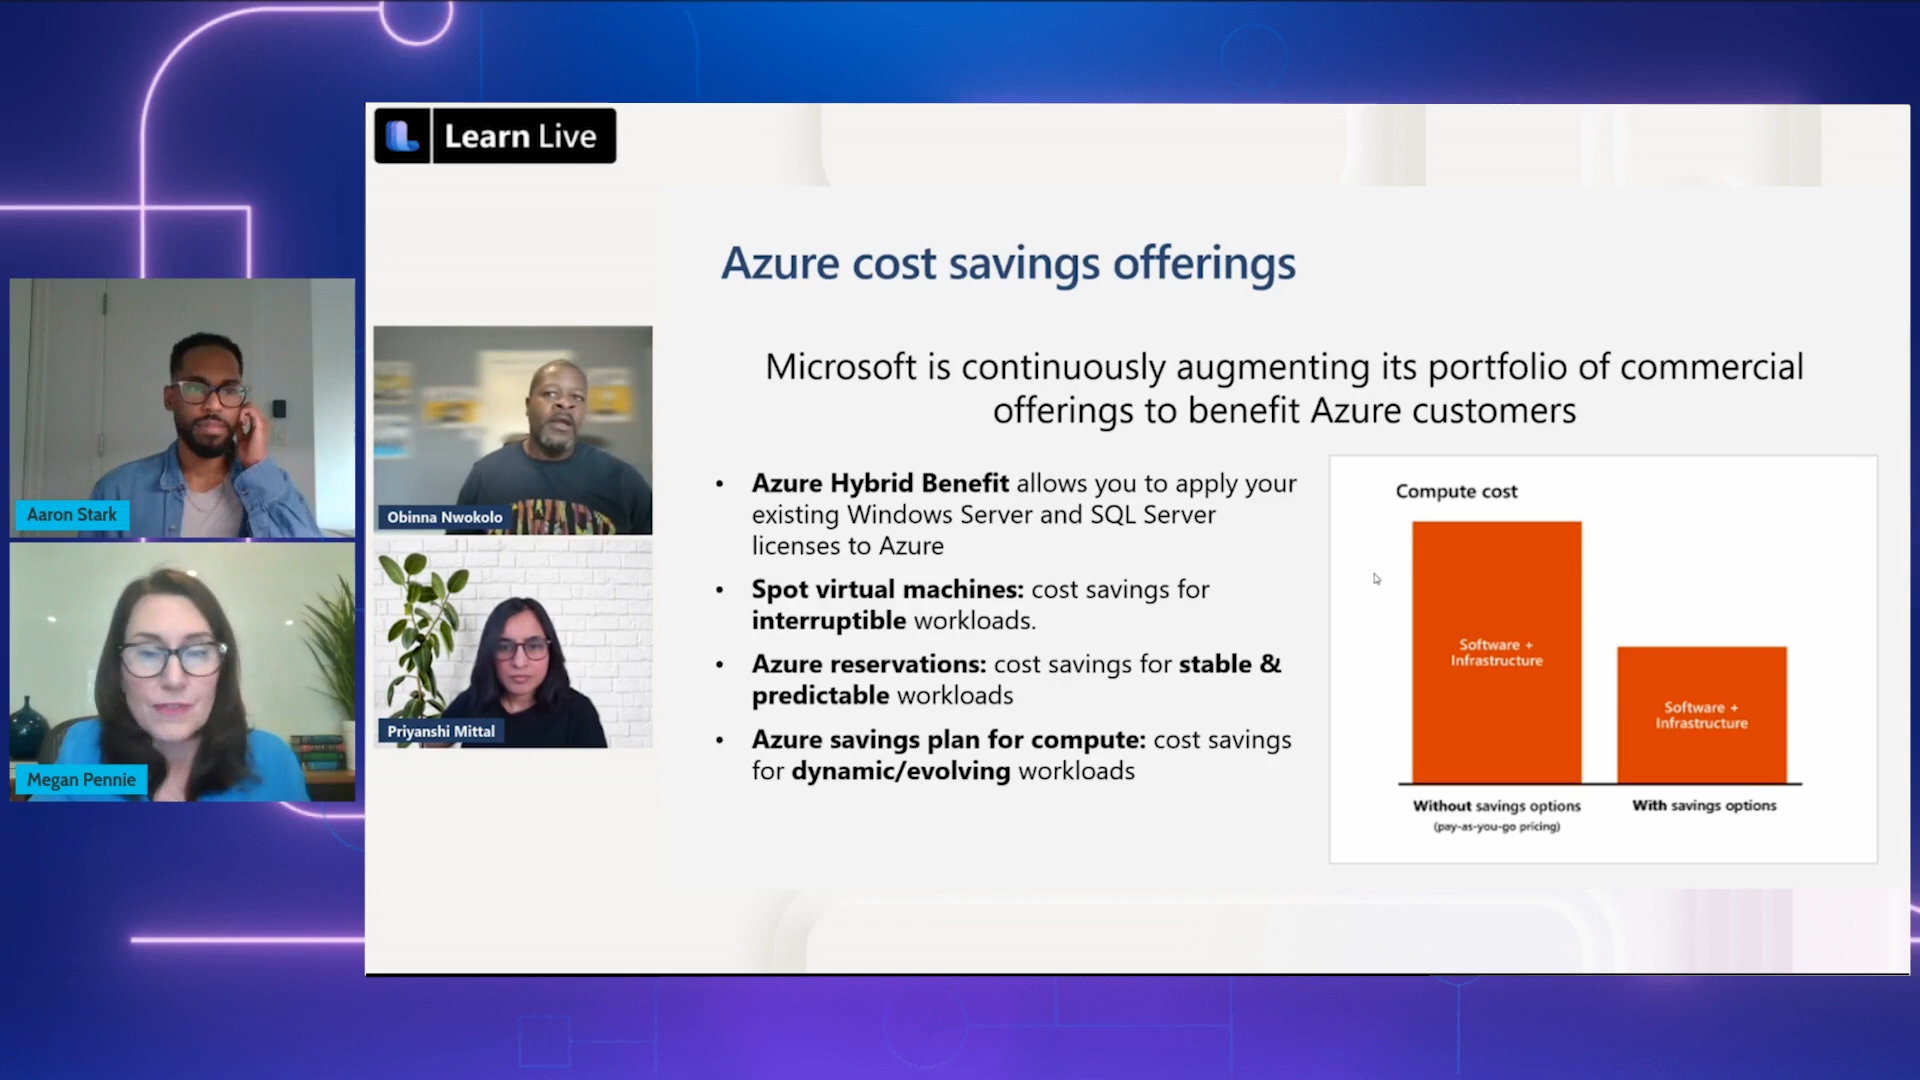 Learn Live
Azure cost savings offerings
Microsoft is continuously augmenting its portfolio of commercial
offerings to benefit Azure customers
• Azure Hybrid Benefit allows you to apply your
existing Windows Server and SQL Server
licenses to Azure
• Spot virtual machines: cost savings for
interruptible workloads.
• Azure reservations: cost savings for stable &
predictable workloads
• Azure savings plan for compute: cost savings
for dynamic/evolving workloads
Compute cost
Software +
Infrastructure
Software +
Infrastructure
Without savings options
(pay-as-you-go pricing)
With savings options
Aaron Stark
Megan Pennie
Obinna Nwokolo
Priyanshi Mittal